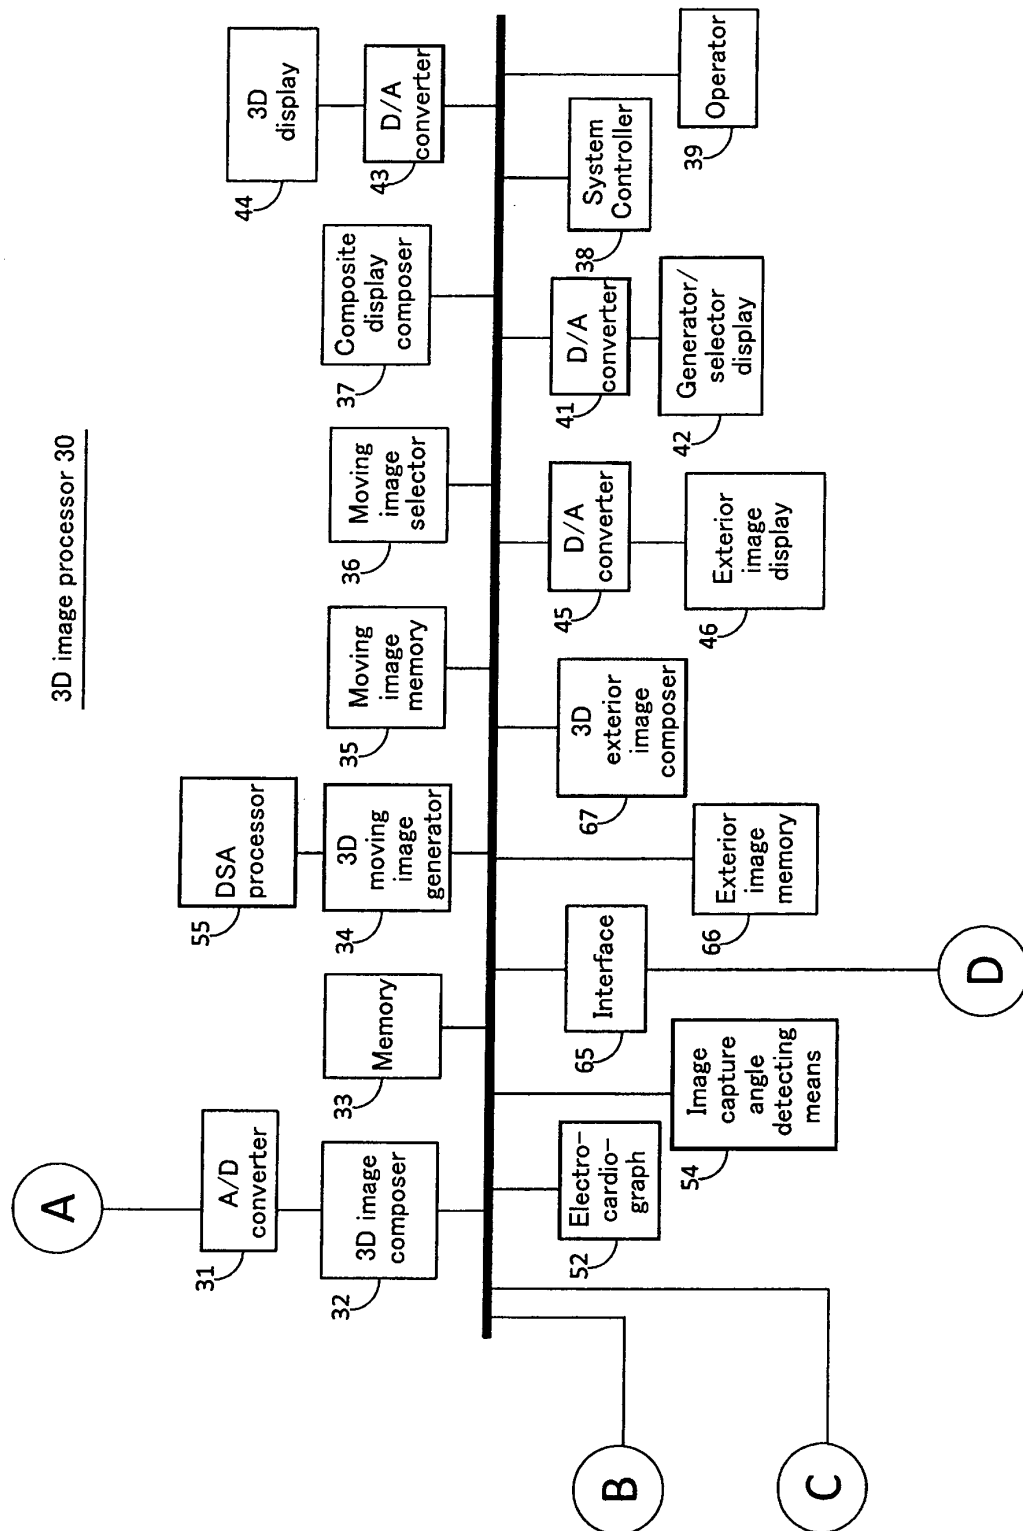 3D image processor 30
A
A/D
converter
31
3D image
composer
32
Memory
33
DSA
processor
55
3D
moving
image
generator
34
Moving
image
memory
35
Moving
image
selector
36
Composite
display
composer
37
3D
display
44
D/A
converter
43
B
C
Electro-
cardio-
graph
52
Image
capture
angle
detecting
means
54
Interface
65
D
Exterior
image
memory
66
3D
exterior
image
composer
67
D/A
converter
45
Exterior
image
display
46
D/A
converter
41
Generator/
selector
display
42
System
Controller
38
Operator
39